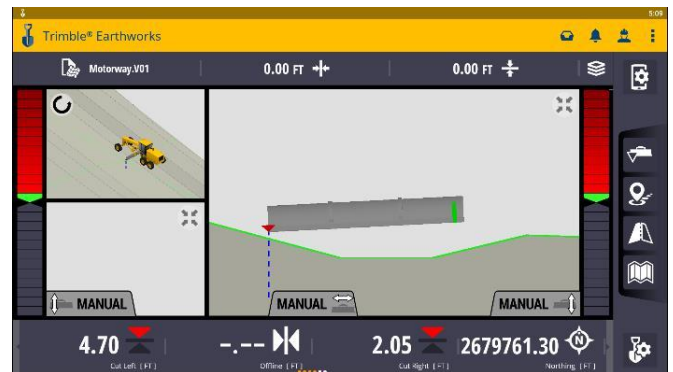 5:09
Trimble® Earthworks
Motorway.V01
0.00 FT
0.00 FT
MANUAL
MANUAL
MANUAL
4.70
-.--
2.05
2679761.30
Cut Left [FT]
Offline [FT]
Cut Right [FT]
Northing [FT]